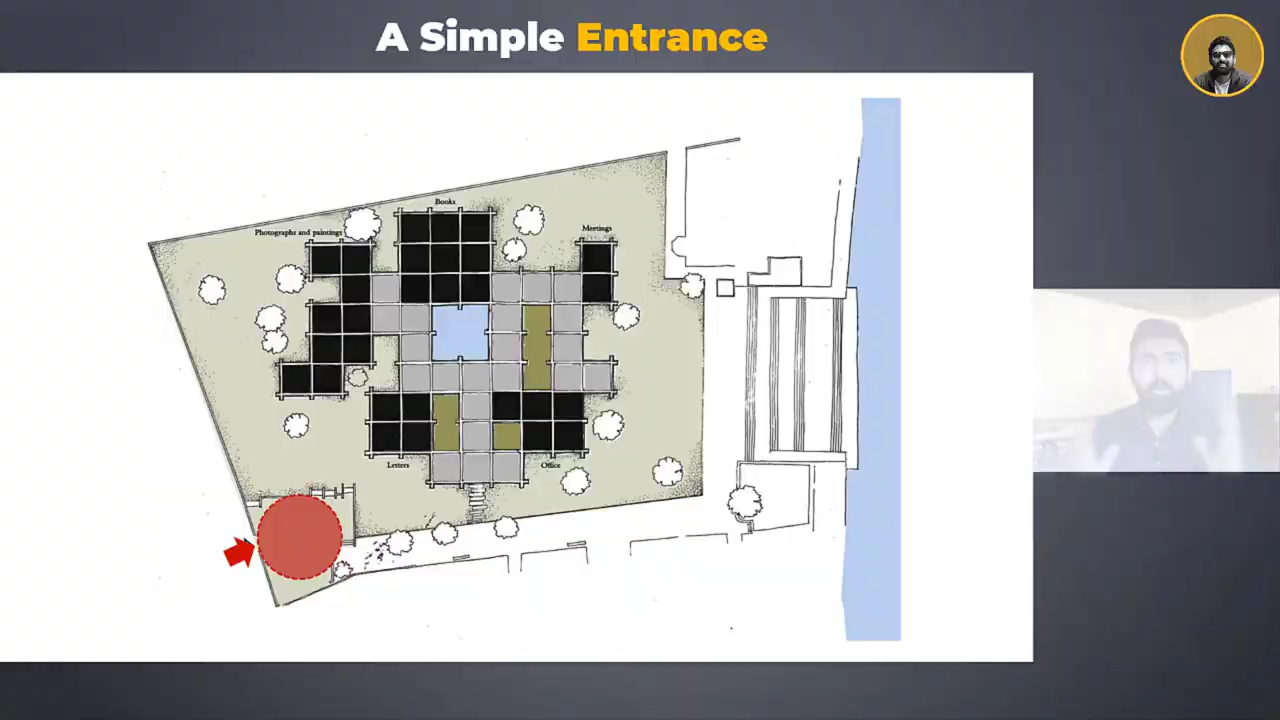 A Simple Entrance
Books
Photographs and paintings
Meetings
Letters
Office